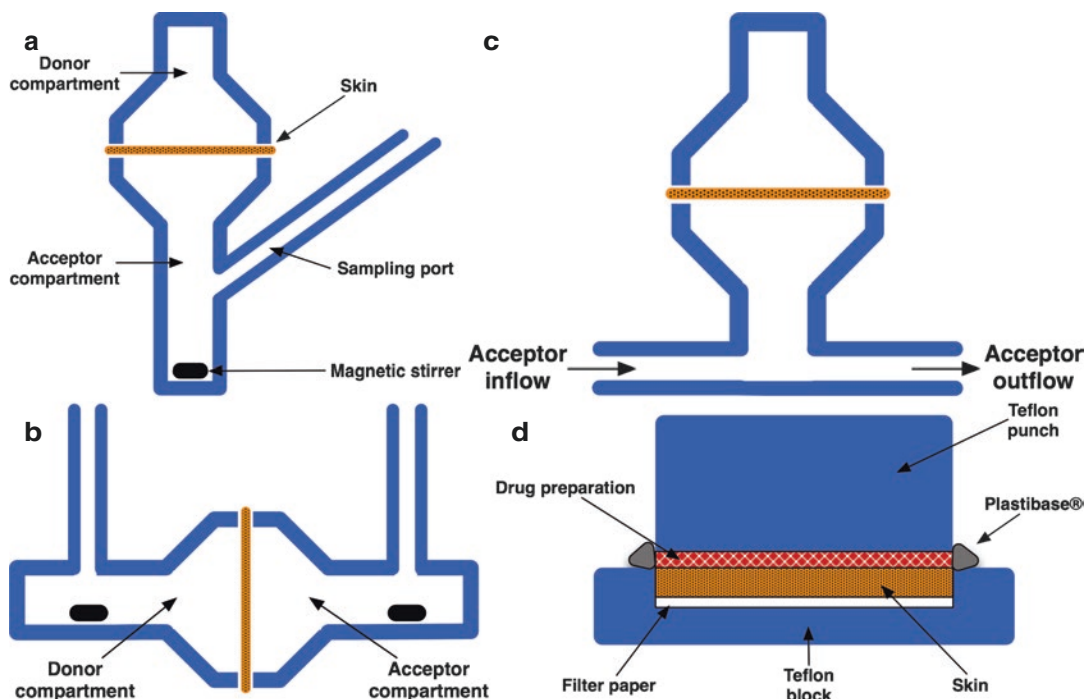 a
Donor
compartment
Skin
Acceptor
compartment
Sampling port
Magnetic stirrer
b
Donor
compartment
Acceptor
compartment
c
Acceptor
inflow
Acceptor
outflow
d
Teflon
punch
Drug preparation
Plastibase®
Filter paper
Teflon
block
Skin